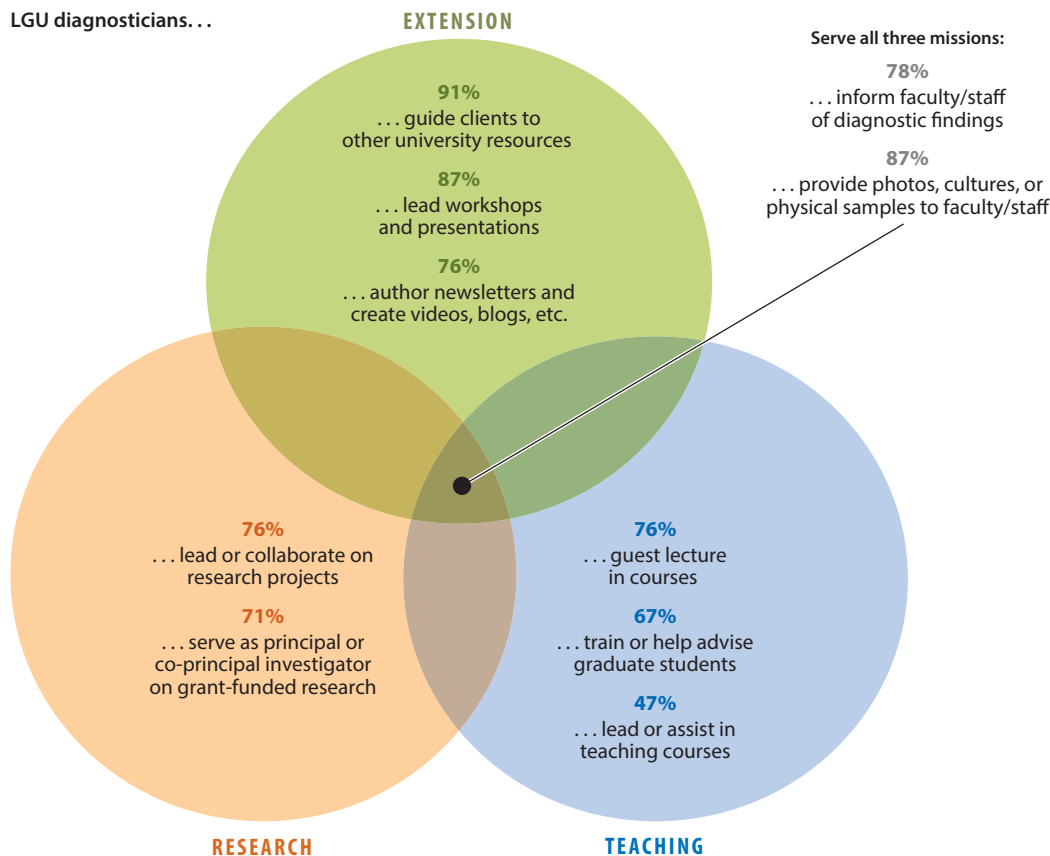 LGU diagnosticians. . .
EXTENSION
91%
. . . guide clients to
other university resources
87%
. . . lead workshops
and presentations
76%
. . . author newsletters and
create videos, blogs, etc.
Serve all three missions:
78%
. . . inform faculty/staff
of diagnostic findings
87%
. . . provide photos, cultures, or
physical samples to faculty/staff
76%
. . . lead or collaborate on
research projects
71%
. . . serve as principal or
co-principal investigator
on grant-funded research
76%
. . . guest lecture
in courses
67%
. . . train or help advise
graduate students
47%
. . . lead or assist in
teaching courses
RESEARCH
TEACHING